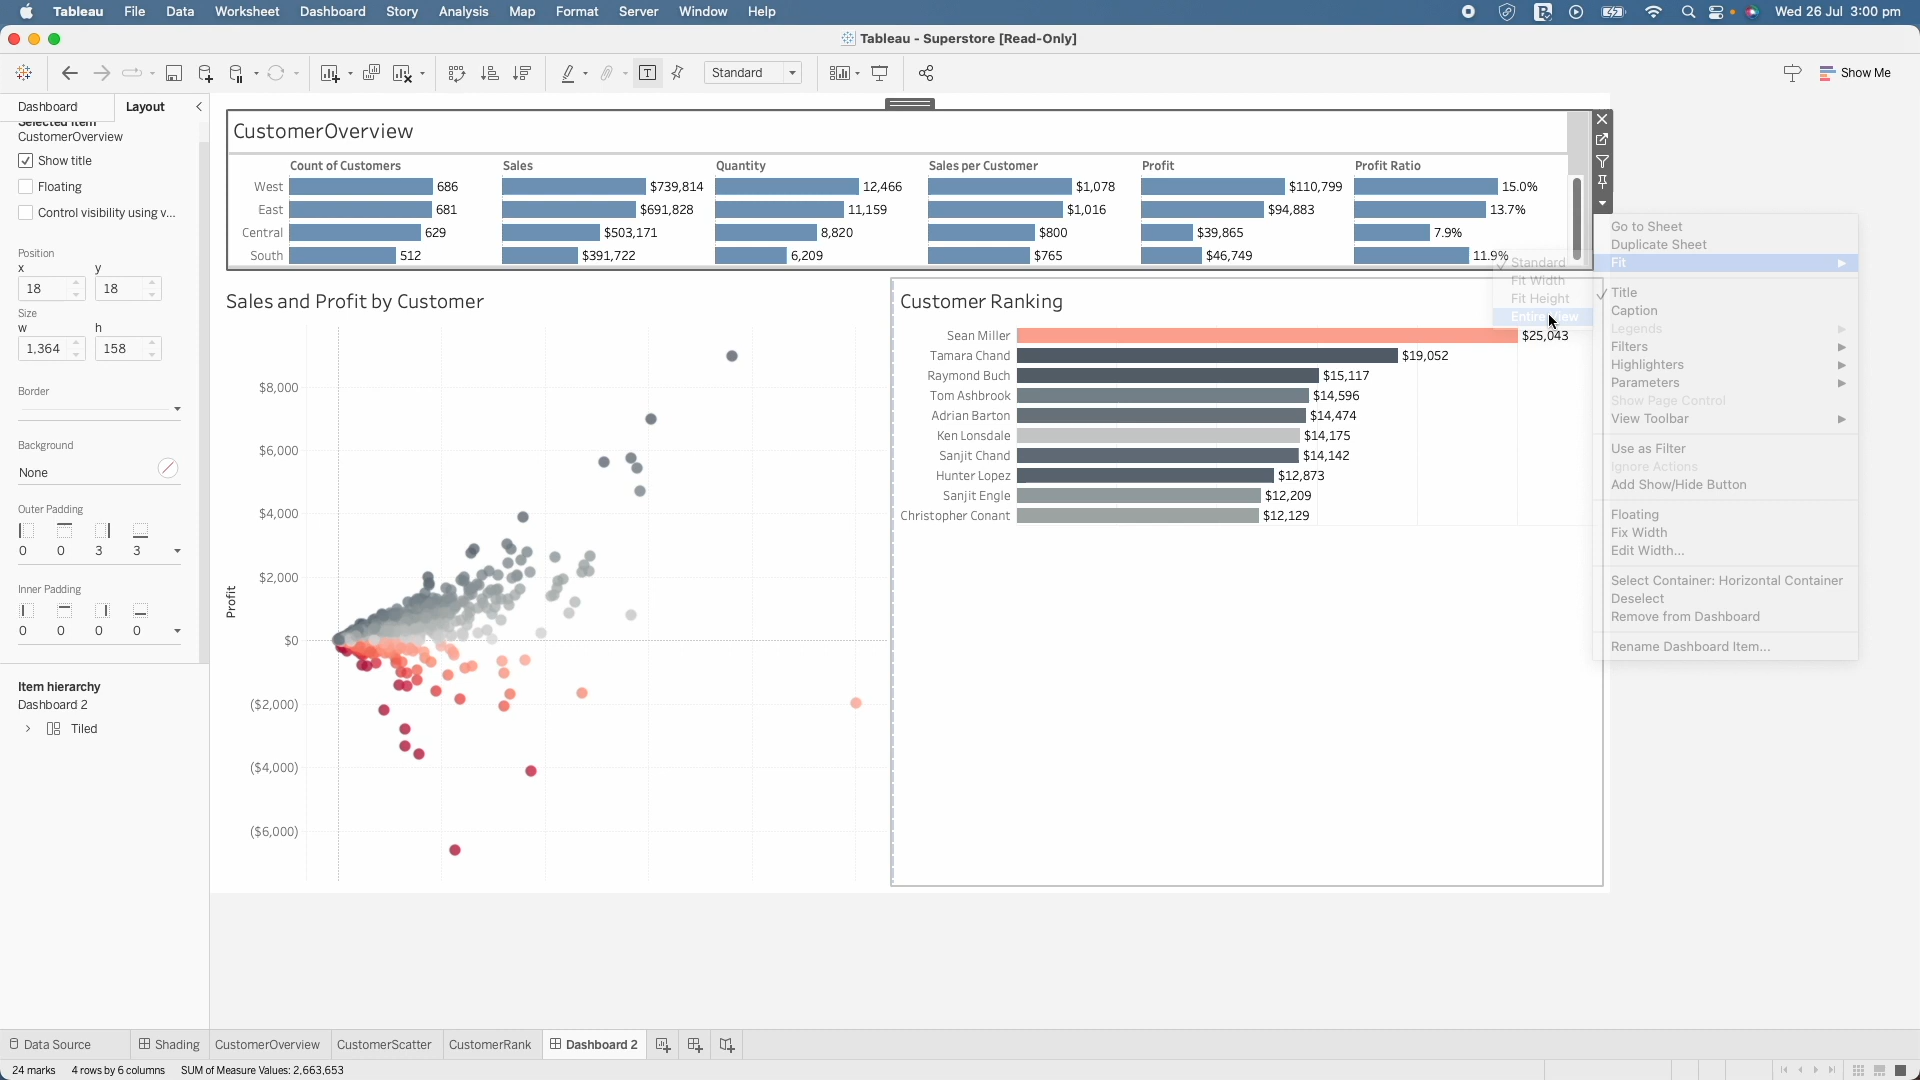 Tableau File Data Worksheet Dashboard Story Analysis Map Format Server Window Help Wed 26 Jul 3:00 pm
Tableau - Superstore [Read-Only]
Standard
Show Me
Dashboard Layout
Selected item
CustomerOverview
Show title
Floating
Control visibility using v...
Position
x y
18 18
Size
w h
1,364 158
Border
Background
None
Outer Padding
0 0 3 3
Inner Padding
0 0 0 0
Item hierarchy
Dashboard 2
Tiled
CustomerOverview
Count of Customers Sales Quantity Sales per Customer Profit Profit Ratio
West 686 $739,814 12,466 $1,078 $110,799 15.0%
East 681 $691,828 11,159 $1,016 $94,883 13.7%
Central 629 $503,171 8,820 $800 $39,865 7.9%
South 512 $391,722 6,209 $765 $46,749 11.9%
Sales and Profit by Customer
Profit
$8,000
$6,000
$4,000
$2,000
$0
($2,000)
($4,000)
($6,000)
Customer Ranking
Sean Miller $25,043
Tamara Chand $19,052
Raymond Buch $15,117
Tom Ashbrook $14,596
Adrian Barton $14,474
Ken Lonsdale $14,175
Sanjit Chand $14,142
Hunter Lopez $12,873
Sanjit Engle $12,209
Christopher Conant $12,129
Standard
Fit Width
Fit Height
Entire View
Go to Sheet
Duplicate Sheet
Fit
Title
Caption
Legends
Filters
Highlighters
Parameters
Show Page Control
View Toolbar
Use as Filter
Ignore Actions
Add Show/Hide Button
Floating
Fix Width
Edit Width...
Select Container: Horizontal Container
Deselect
Remove from Dashboard
Rename Dashboard Item...
Data Source Shading CustomerOverview CustomerScatter CustomerRank Dashboard 2
24 marks 4 rows by 6 columns SUM of Measure Values: 2,663,653